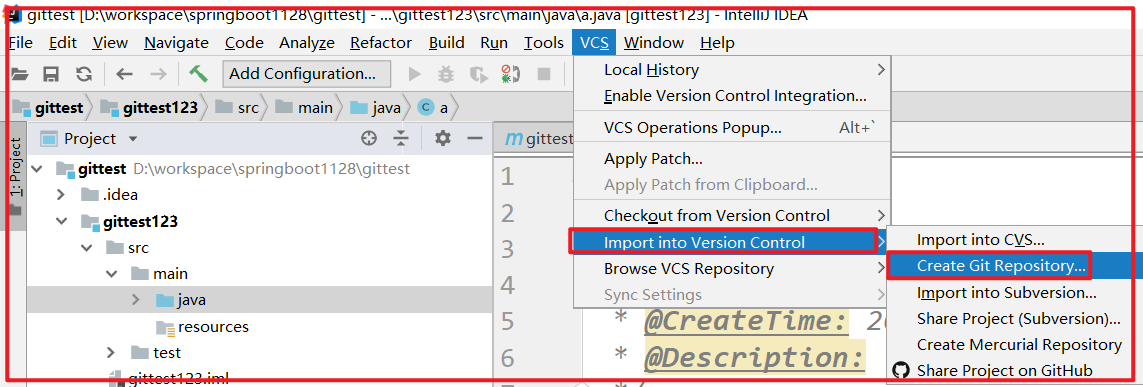 gittest [D:\workspace\springboot1128\gittest] - ...\gittest123\src\main\java\a.java [gittest123] - IntelliJ IDEA
File Edit View Navigate Code Analyze Refactor Build Run Tools VCS Window Help
Add Configuration...
gittest gittest123 src main java a
1: Project
Project
gittest D:\workspace\springboot1128\gittest
.idea
gittest123
src
main
java
resources
test
gittest123.iml
gittest
1
2
3
4
5 * @CreateTime:
6 * @Description:
Local History
Enable Version Control Integration...
VCS Operations Popup... Alt+`
Apply Patch...
Apply Patch from Clipboard...
Checkout from Version Control
Import into Version Control
Browse VCS Repository
Sync Settings
Import into CVS...
Create Git Repository...
Import into Subversion...
Share Project (Subversion)...
Create Mercurial Repository
Share Project on GitHub